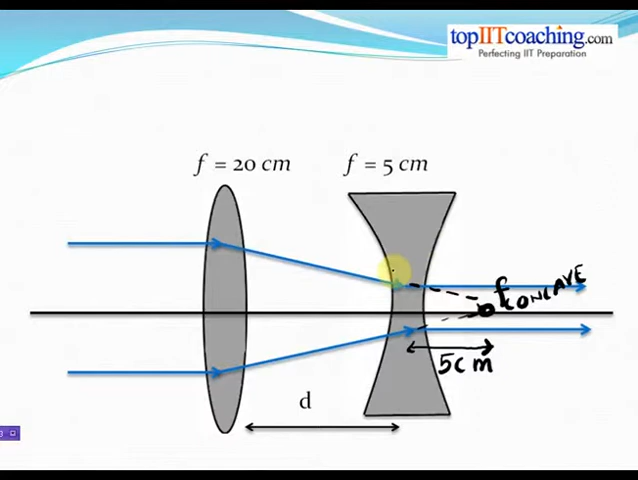 topIITcoaching.com
Perfecting IIT Preparation
f = 20 cm
f = 5 cm
f CONCAVE
5cm
d